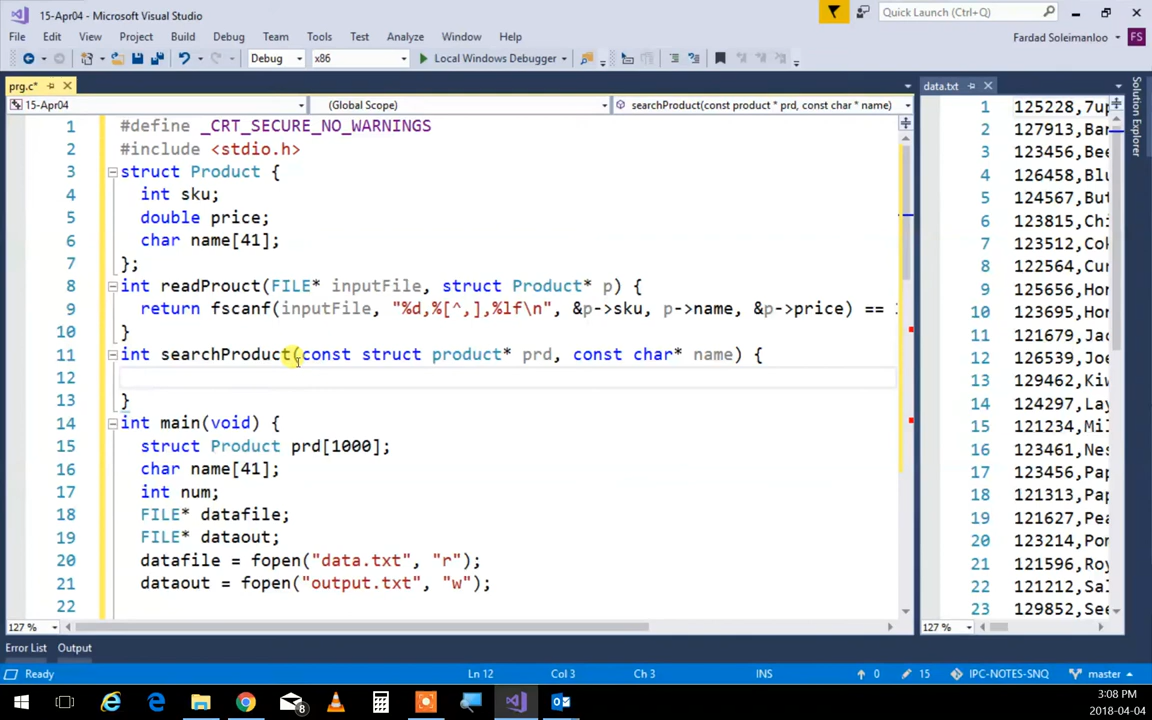 15-Apr04 - Microsoft Visual Studio
Quick Launch (Ctrl+Q)
File Edit View Project Build Debug Team Tools Test Analyze Window Help
Fardad Soleimanloo FS
Debug x86 Local Windows Debugger
prg.c*
data.txt
15-Apr04 (Global Scope) searchProduct(const product * prd, const char * name)
1 #define _CRT_SECURE_NO_WARNINGS
2 #include <stdio.h>
3 struct Product {
4 int sku;
5 double price;
6 char name[41];
7 };
8 int readProuct(FILE* inputFile, struct Product* p) {
9 return fscanf(inputFile, "%d,%[^,],%lf\n", &p->sku, p->name, &p->price) ==
10 }
11 int searchProduct(const struct product* prd, const char* name) {
12
13 }
14 int main(void) {
15 struct Product prd[1000];
16 char name[41];
17 int num;
18 FILE* datafile;
19 FILE* dataout;
20 datafile = fopen("data.txt", "r");
21 dataout = fopen("output.txt", "w");
22
1 125228,7up
2 127913,Bar
3 123456,Bee
4 126458,Blu
5 124567,But
6 123815,Chi
7 123512,Cok
8 122564,Cur
9 125656,Hor
10 123695,Hor
11 121679,Jac
12 126539,Joe
13 129462,Kiw
14 124297,Lay
15 121234,Mil
16 123461,Nes
17 123456,Pap
18 121313,Pap
19 121627,Pea
20 123214,Por
21 121596,Roy
22 121212,Sal
23 129852,See
Solution Explorer
127 %
127 %
Error List Output
Ready Ln 12 Col 3 Ch 3 INS 0 15 IPC-NOTES-SNQ master
8
3:08 PM
2018-04-04